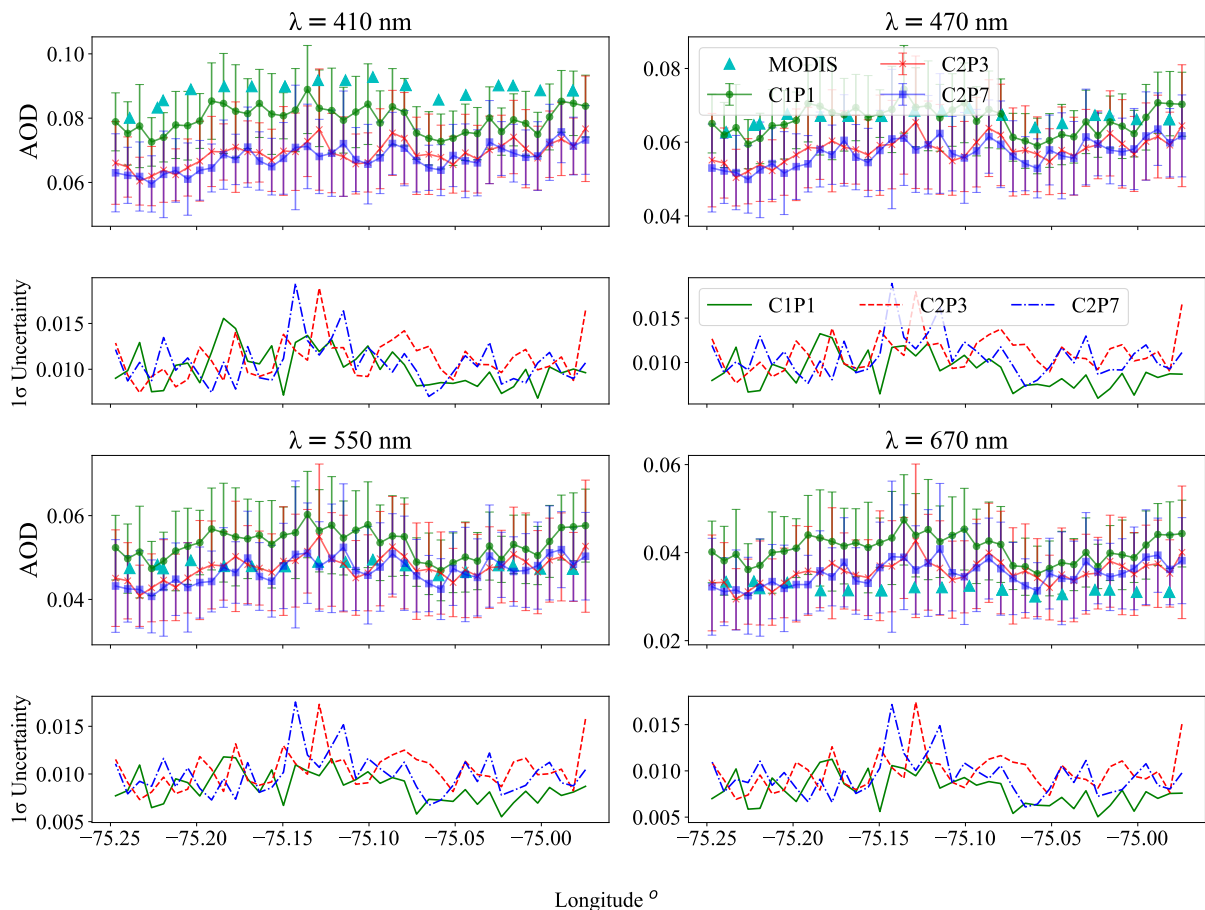 λ = 410 nm
λ = 470 nm
0.10
0.08
0.06
AOD
MODIS
C1P1
C2P3
C2P7
0.08
0.06
0.04
0.015
0.010
1σ Uncertainty
C1P1
C2P3
C2P7
0.015
0.010
λ = 550 nm
λ = 670 nm
0.06
0.04
AOD
0.06
0.04
0.02
0.015
0.010
0.005
1σ Uncertainty
0.015
0.010
0.005
−75.25 −75.20 −75.15 −75.10 −75.05 −75.00
−75.25 −75.20 −75.15 −75.10 −75.05 −75.00
Longitude °